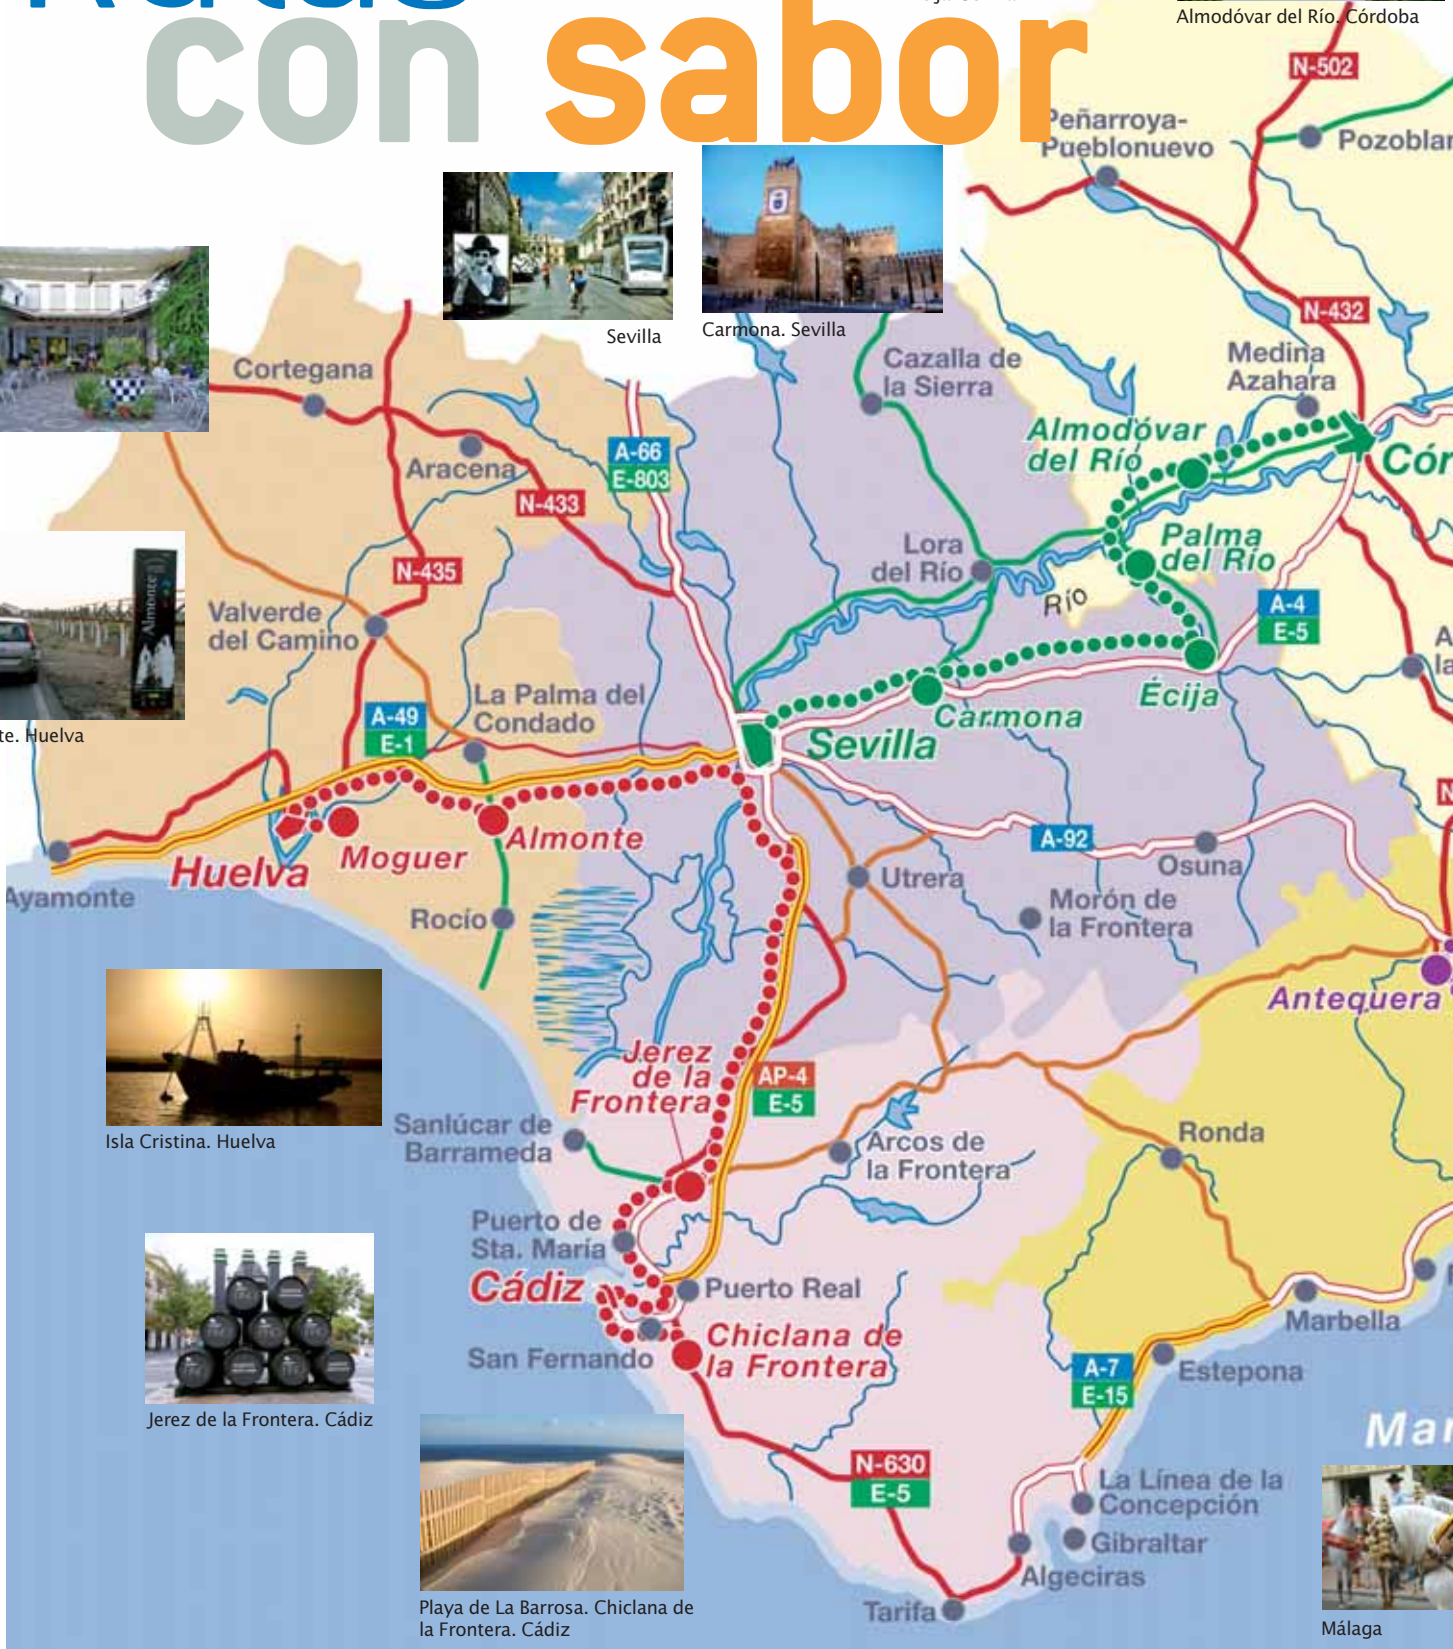 Rutas
con sabor
Almodóvar del Río. Córdoba
N-502
Peñarroya-
Pueblonuevo
Sevilla
Carmona. Sevilla
N-432
Cortegana
Cazalla de
la Sierra
Medina
Azahara
Almodóvar
del Río
A-66
E-803
Aracena
N-433
Lora
del Río
Palma
del Río
Río
N-435
Almonte
Valverde
del Camino
A-4
E-5
La Palma del
Condado
Écija
Carmona
A-49
E-1
Huelva
Sevilla
Moguer
Almonte
Huelva
A-92
Osuna
Utrera
Ayamonte
Rocío
Morón de
la Frontera
Antequera
Jerez
de la
Frontera
AP-4
E-5
Isla Cristina. Huelva
Sanlúcar de
Barrameda
Arcos de
la Frontera
Ronda
Puerto de
Sta. María
Cádiz
Puerto Real
Marbella
San Fernando
Chiclana de
la Frontera
A-7
E-15
Estepona
Jerez de la Frontera. Cádiz
N-630
E-5
La Línea de la
Concepción
Gibraltar
Algeciras
Tarifa
Playa de La Barrosa. Chiclana de
la Frontera. Cádiz
Málaga